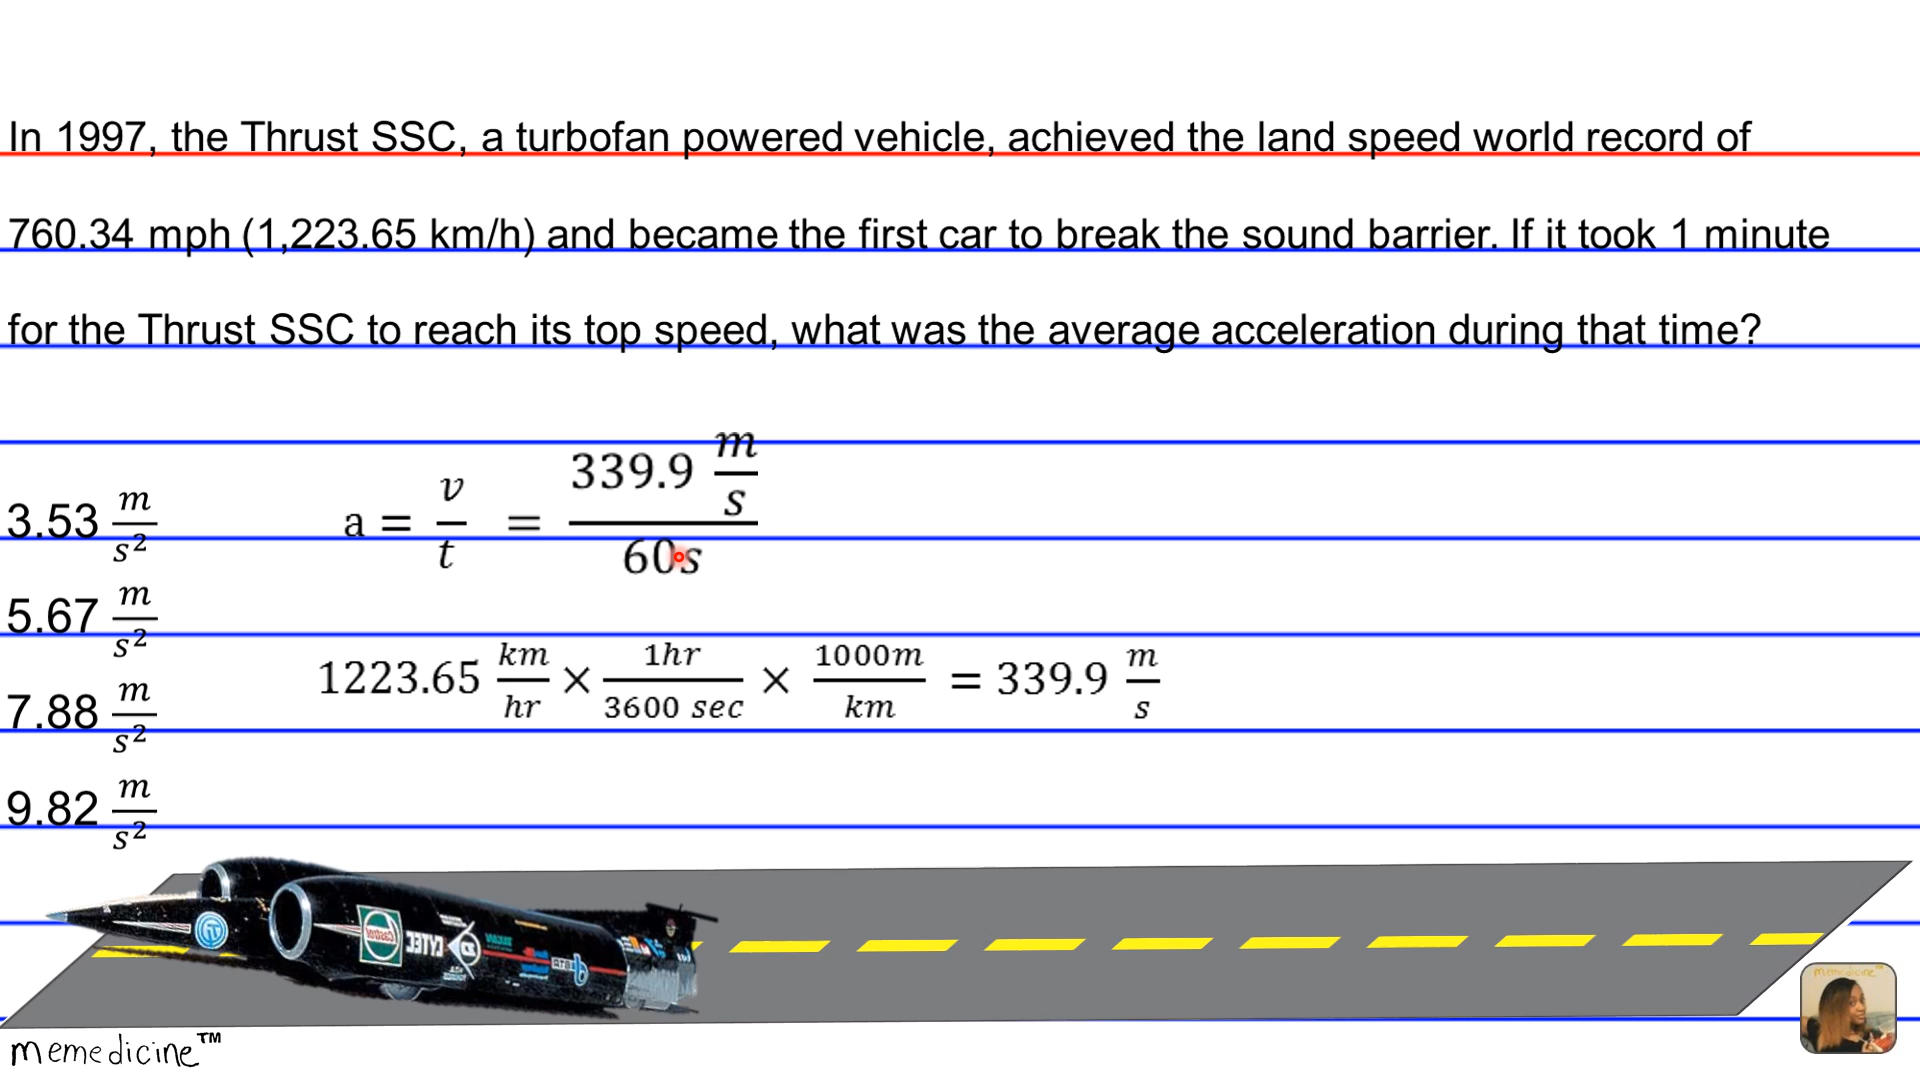 In 1997, the Thrust SSC, a turbofan powered vehicle, achieved the land speed world record of
760.34 mph (1,223.65 km/h) and became the first car to break the sound barrier. If it took 1 minute
for the Thrust SSC to reach its top speed, what was the average acceleration during that time?
a = v/t = 339.9 m/s / 60s
3.53 m/s²
5.67 m/s²
1223.65 km/hr × 1hr/3600 sec × 1000m/km = 339.9 m/s
7.88 m/s²
9.82 m/s²
Castrol
CYTEC
memedicine™
memedicine™